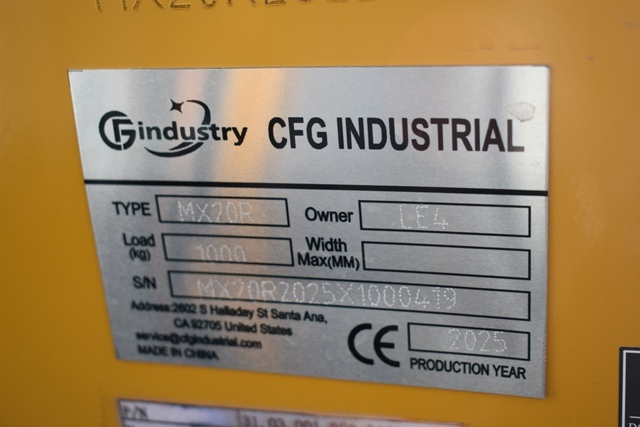 Gindustry CFG INDUSTRIAL
TYPE MX20R Owner LE4
Load (kg) 1000 Width Max(MM)
S/N MX20R2025X1000419
Address:2602 S Halladay St Santa Ana,
CA 92705 United States
service@cfgindustrial.com
MADE IN CHINA
CE 2025
PRODUCTION YEAR
P/N